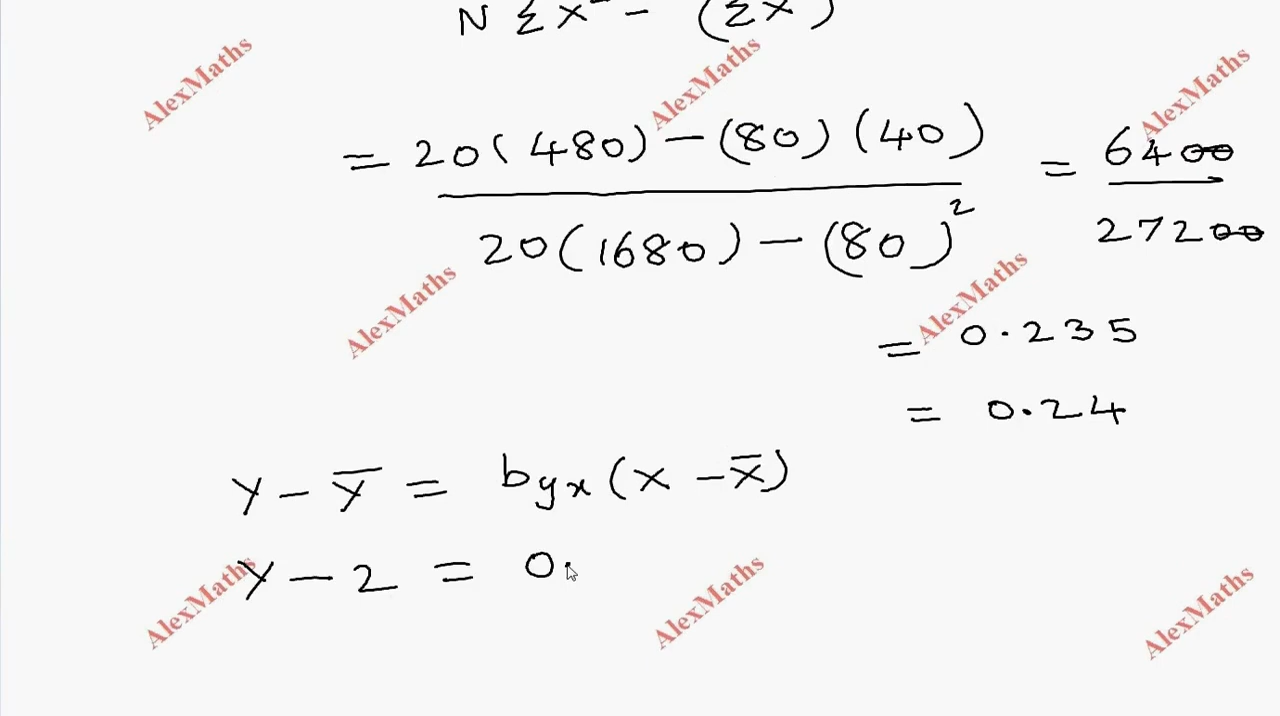 N Σx² - (Σx)
AlexMaths AlexMaths AlexMaths
= 20(480) - (80)(40) = 6400
20(1680) - (80)² 27200
AlexMaths AlexMaths
= 0.235
= 0.24
y - ȳ = byx(x - x̄)
y - 2 = 0.
AlexMaths AlexMaths AlexMaths